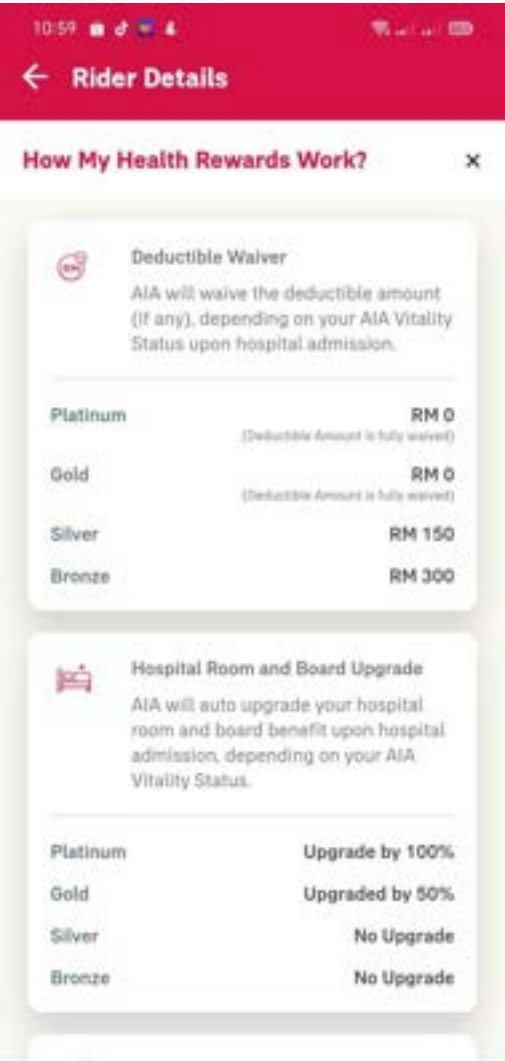 10:59
Rider Details
How My Health Rewards Work?
Deductible Waiver
AIA will waive the deductible amount
(if any), depending on your AIA Vitality
Status upon hospital admission.
Platinum RM 0
(Deductible Amount is fully waived)
Gold RM 0
(Deductible Amount is fully waived)
Silver RM 150
Bronze RM 300
Hospital Room and Board Upgrade
AIA will auto upgrade your hospital
room and board benefit upon hospital
admission, depending on your AIA
Vitality Status.
Platinum Upgrade by 100%
Gold Upgraded by 50%
Silver No Upgrade
Bronze No Upgrade